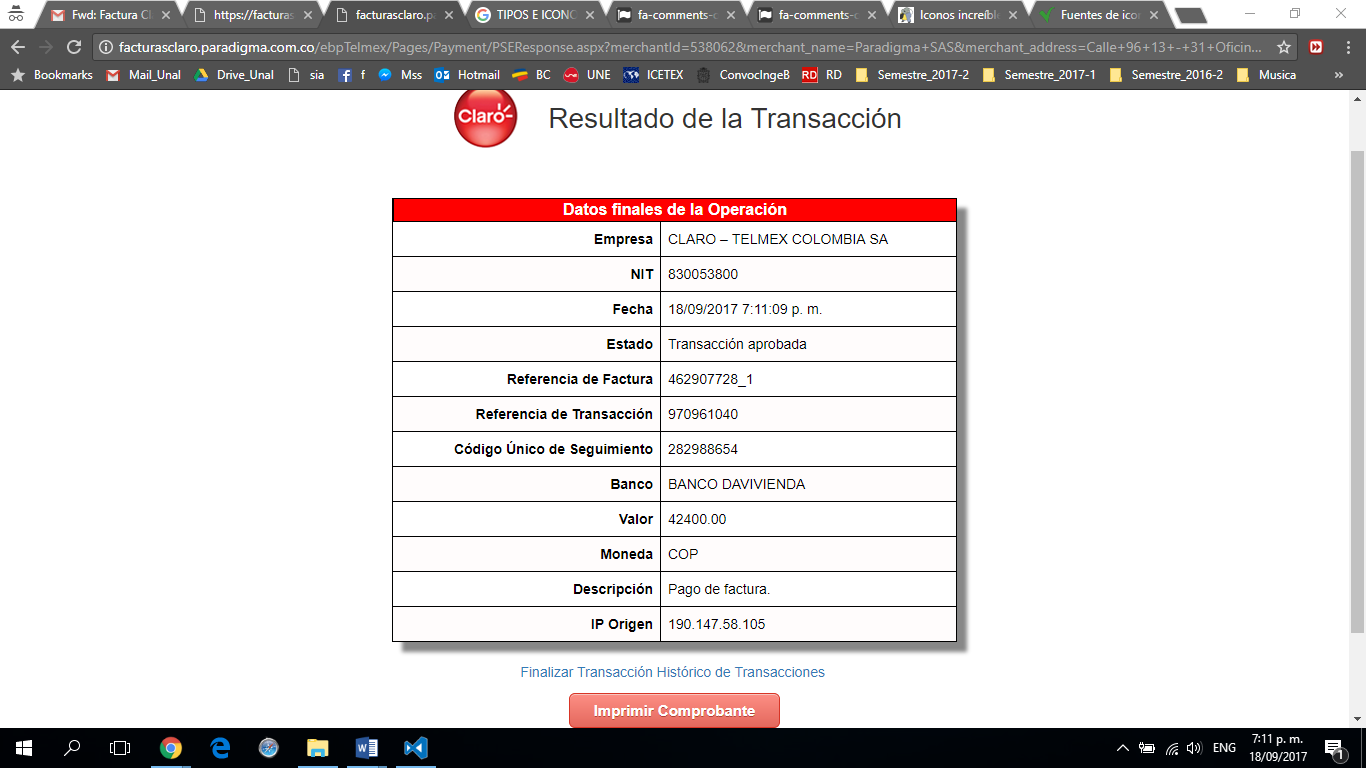 Fwd: Factura C
https://facturas
facturasclaro.pa
TIPOS E ICONO
fa-comments-o
fa-comments-o
Iconos increíble
Fuentes de icon
facturasclaro.paradigma.com.co/ebpTelmex/Pages/Payment/PSEResponse.aspx?merchantId=538062&merchant_name=Paradigma+SAS&merchant_address=Calle+96+13+-+31+Oficin...
Bookmarks Mail_Unal Drive_Unal sia f Mss Hotmail BC UNE ICETEX ConvocIngeB RD Semestre_2017-2 Semestre_2017-1 Semestre_2016-2 Musica »
Claro
Resultado de la Transacción
Datos finales de la Operación
Empresa CLARO – TELMEX COLOMBIA SA
NIT 830053800
Fecha 18/09/2017 7:11:09 p. m.
Estado Transacción aprobada
Referencia de Factura 462907728_1
Referencia de Transacción 970961040
Código Único de Seguimiento 282988654
Banco BANCO DAVIVIENDA
Valor 42400.00
Moneda COP
Descripción Pago de factura.
IP Origen 190.147.58.105
Finalizar Transacción Histórico de Transacciones
Imprimir Comprobante
ENG
7:11 p. m.
18/09/2017
1